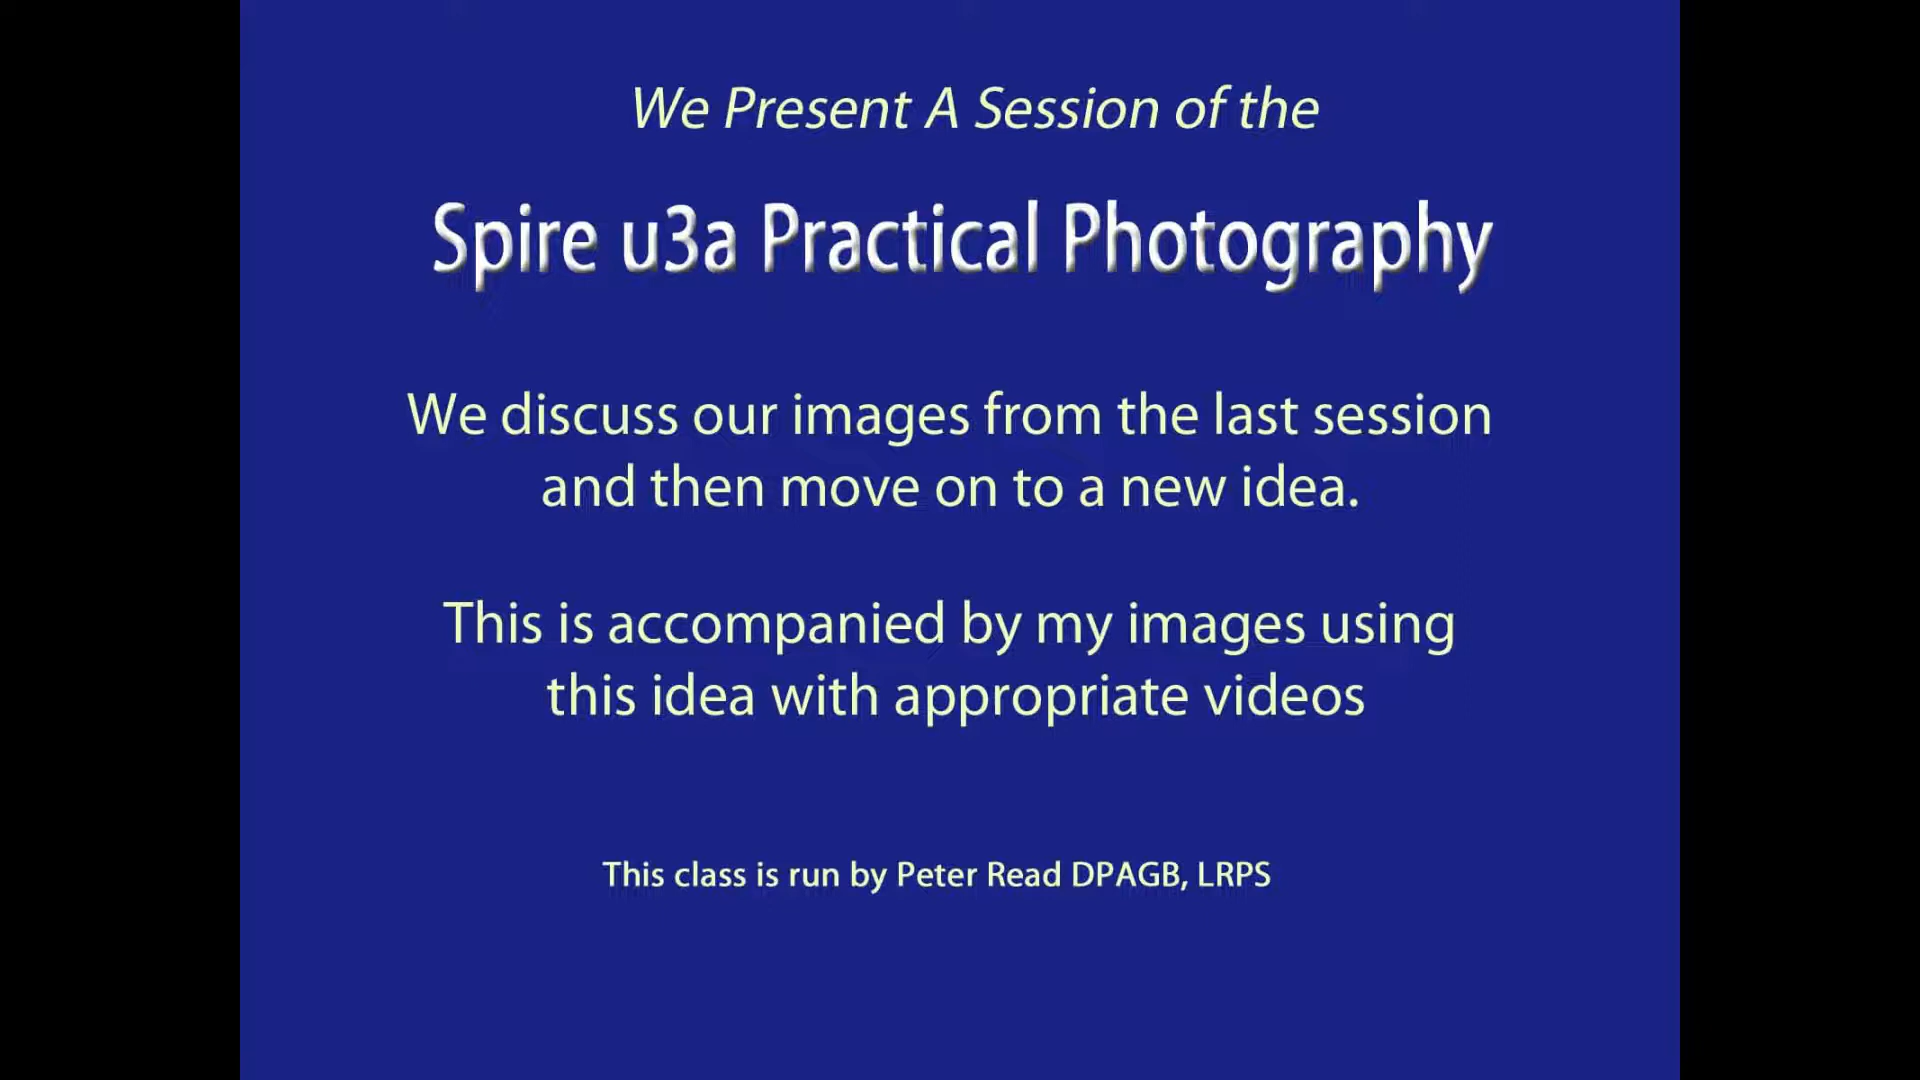 We Present A Session of the
Spire u3a Practical Photography
We discuss our images from the last session
and then move on to a new idea.
This is accompanied by my images using
this idea with appropriate videos
This class is run by Peter Read DPAGB, LRPS